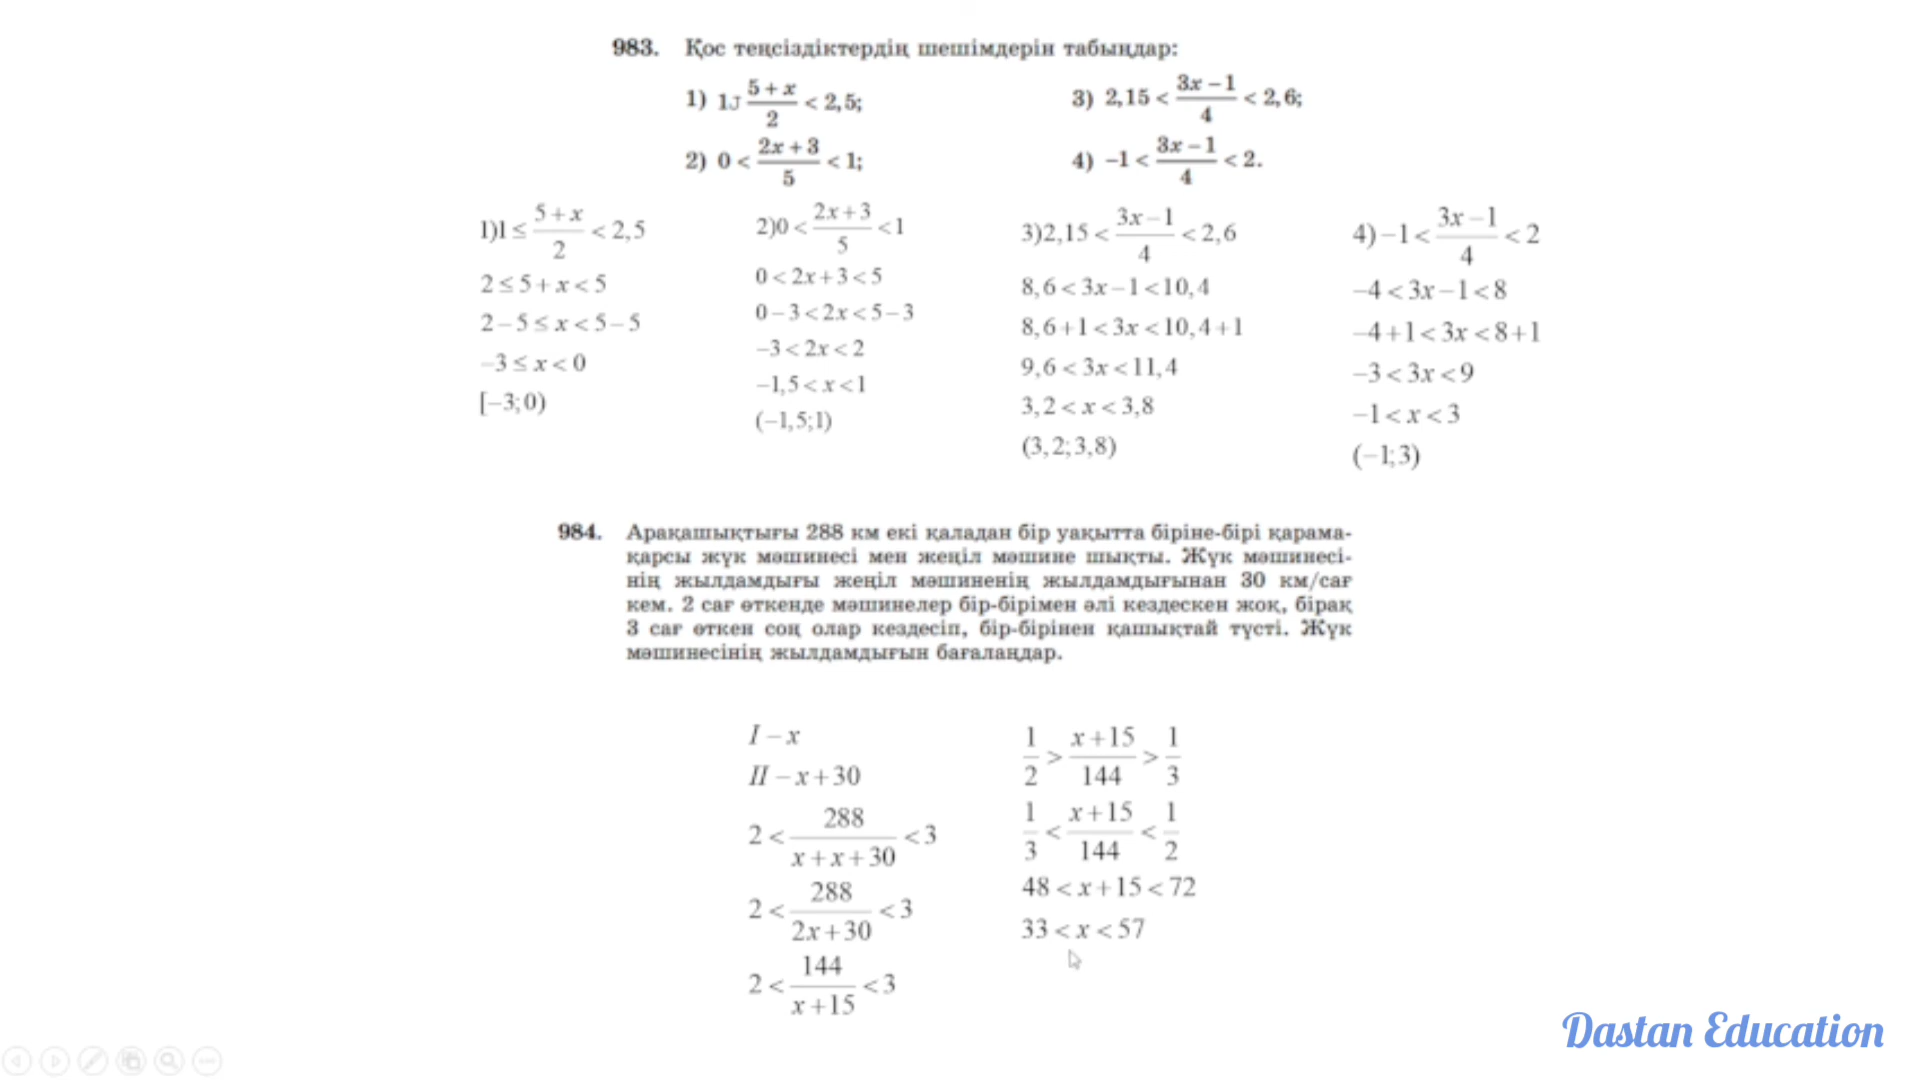 983. Қос теңсіздіктердің шешімдерін табыңдар:
1) 1J (5 + x)/2 < 2,5;
3) 2,15 < (3x − 1)/4 < 2,6;
2) 0 < (2x + 3)/5 < 1;
4) −1 < (3x − 1)/4 < 2.
1)1 ≤ (5 + x)/2 < 2,5
2 ≤ 5 + x < 5
2 − 5 ≤ x < 5 − 5
−3 ≤ x < 0
[−3;0)
2)0 < (2x + 3)/5 < 1
0 < 2x + 3 < 5
0 − 3 < 2x < 5 − 3
−3 < 2x < 2
−1,5 < x < 1
(−1,5;1)
3)2,15 < (3x − 1)/4 < 2,6
8,6 < 3x − 1 < 10,4
8,6 + 1 < 3x < 10,4 + 1
9,6 < 3x < 11,4
3,2 < x < 3,8
(3,2;3,8)
4) −1 < (3x − 1)/4 < 2
−4 < 3x − 1 < 8
−4 + 1 < 3x < 8 + 1
−3 < 3x < 9
−1 < x < 3
(−1;3)
984. Арақашықтығы 288 км екі қаладан бір уақытта біріне-бірі қарама-
қарсы жүк мәшинесі мен жеңіл мәшине шықты. Жүк мәшинесі-
нің жылдамдығы жеңіл мәшиненің жылдамдығынан 30 км/сағ
кем. 2 сағ өткенде мәшинелер бір-бірімен әлі кездескен жоқ, бірақ
3 сағ өткен соң олар кездесіп, бір-бірінен қашықтай түсті. Жүк
мәшинесінің жылдамдығын бағалаңдар.
I − x
II − x + 30
2 < 288/(x + x + 30) < 3
2 < 288/(2x + 30) < 3
2 < 144/(x + 15) < 3
1/2 > (x + 15)/144 > 1/3
1/3 < (x + 15)/144 < 1/2
48 < x + 15 < 72
33 < x < 57
Dastan Education